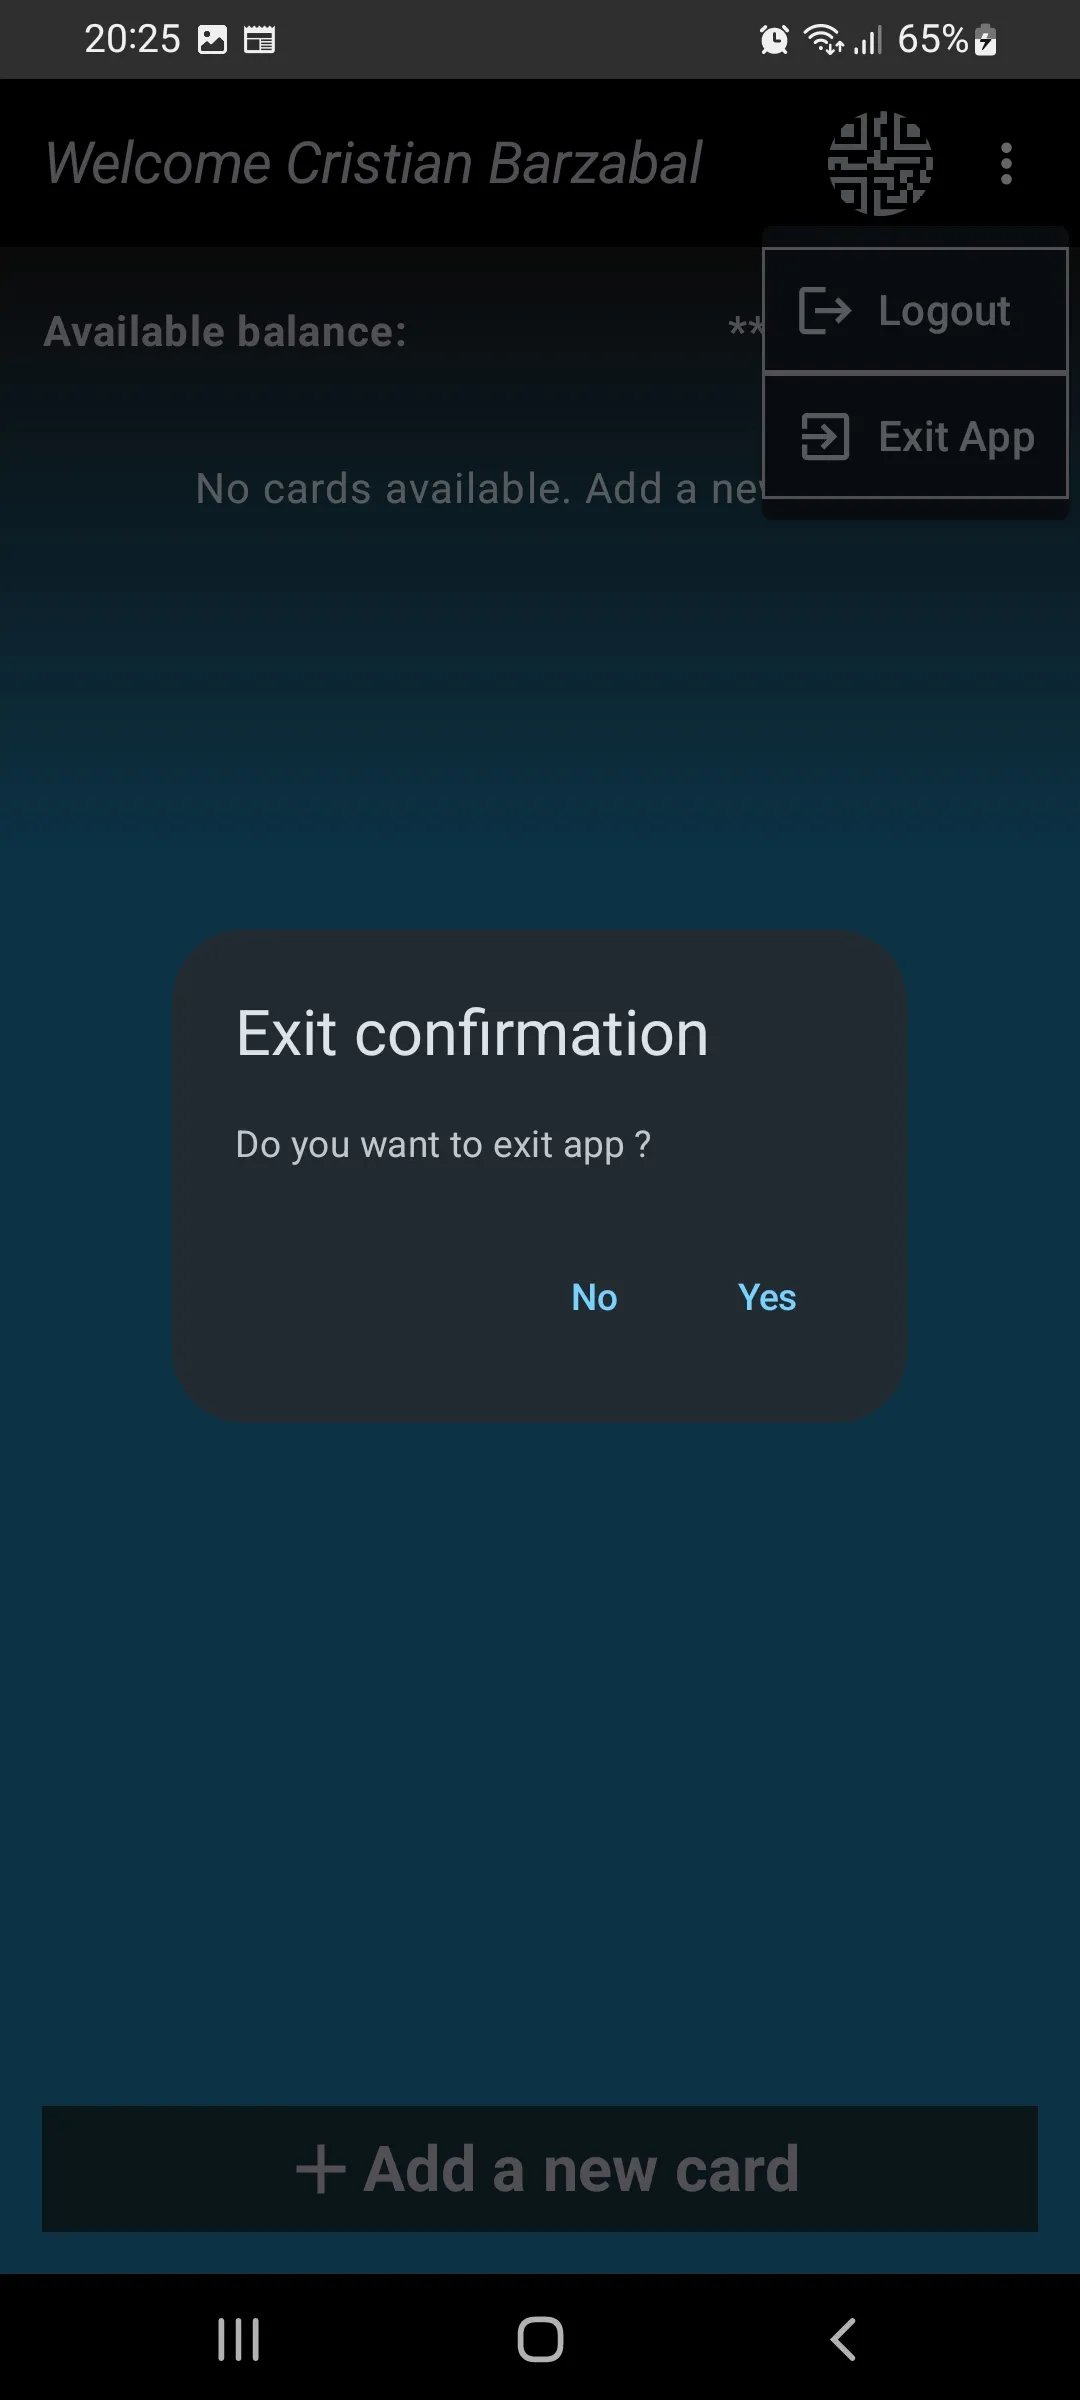 20:25 65%
Welcome Cristian Barzabal
Logout
Available balance: **
Exit App
No cards available. Add a new
Exit confirmation
Do you want to exit app ?
No Yes
+ Add a new card